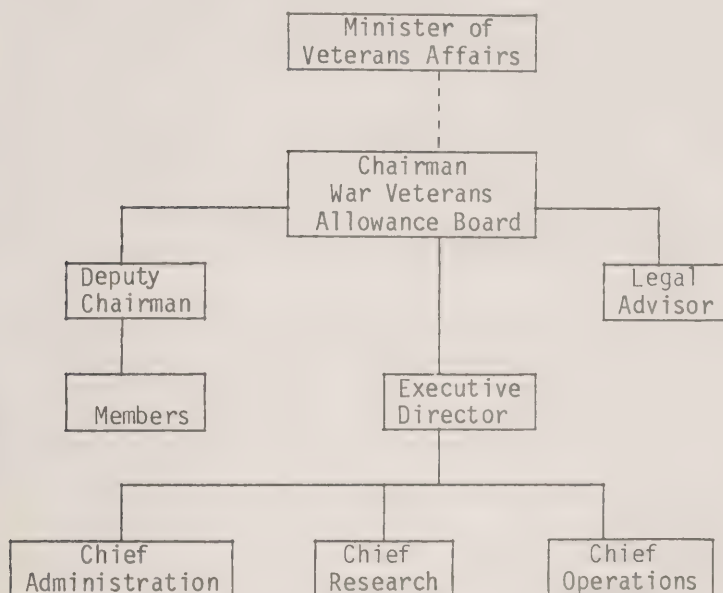 Minister of
Veterans Affairs
Chairman
War Veterans
Allowance Board
Deputy
Chairman
Legal
Advisor
Members
Executive
Director
Chief
Administration
Chief
Research
Chief
Operations